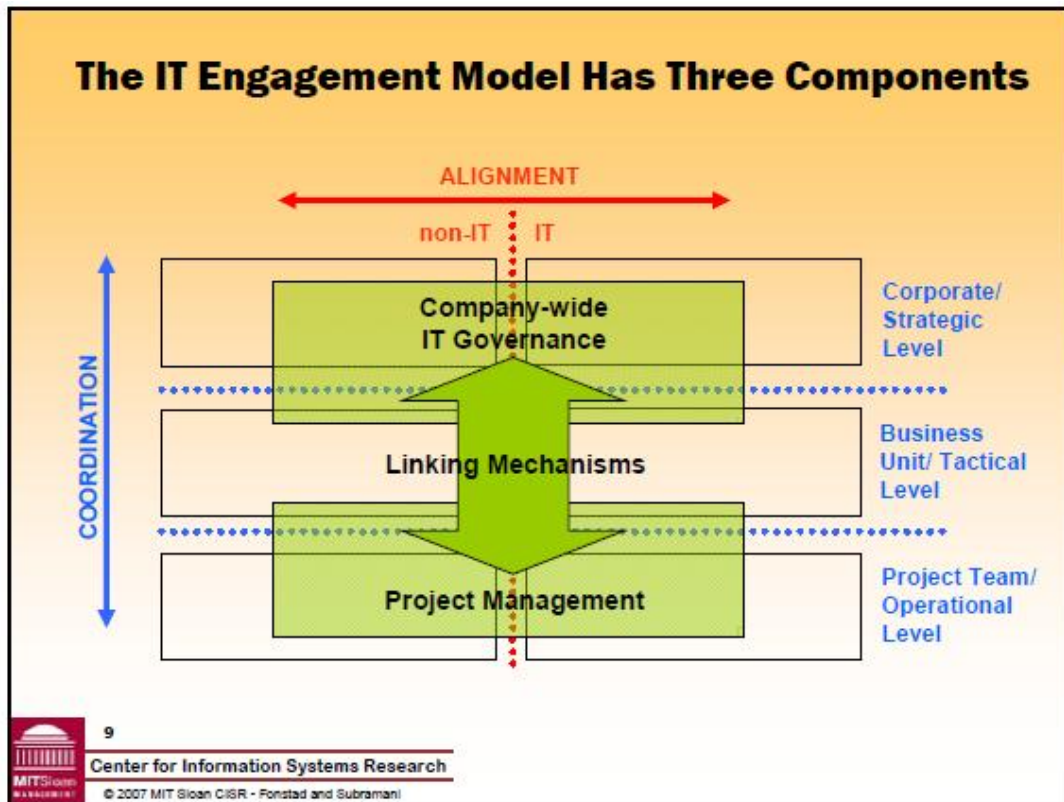 The IT Engagement Model Has Three Components
ALIGNMENT
non-IT IT
COORDINATION
Company-wide
IT Governance
Corporate/
Strategic
Level
Linking Mechanisms
Business
Unit/ Tactical
Level
Project Management
Project Team/
Operational
Level
9
Center for Information Systems Research
MITSloan
MANAGEMENT
© 2007 MIT Sloan CISR - Fonstad and Subramani